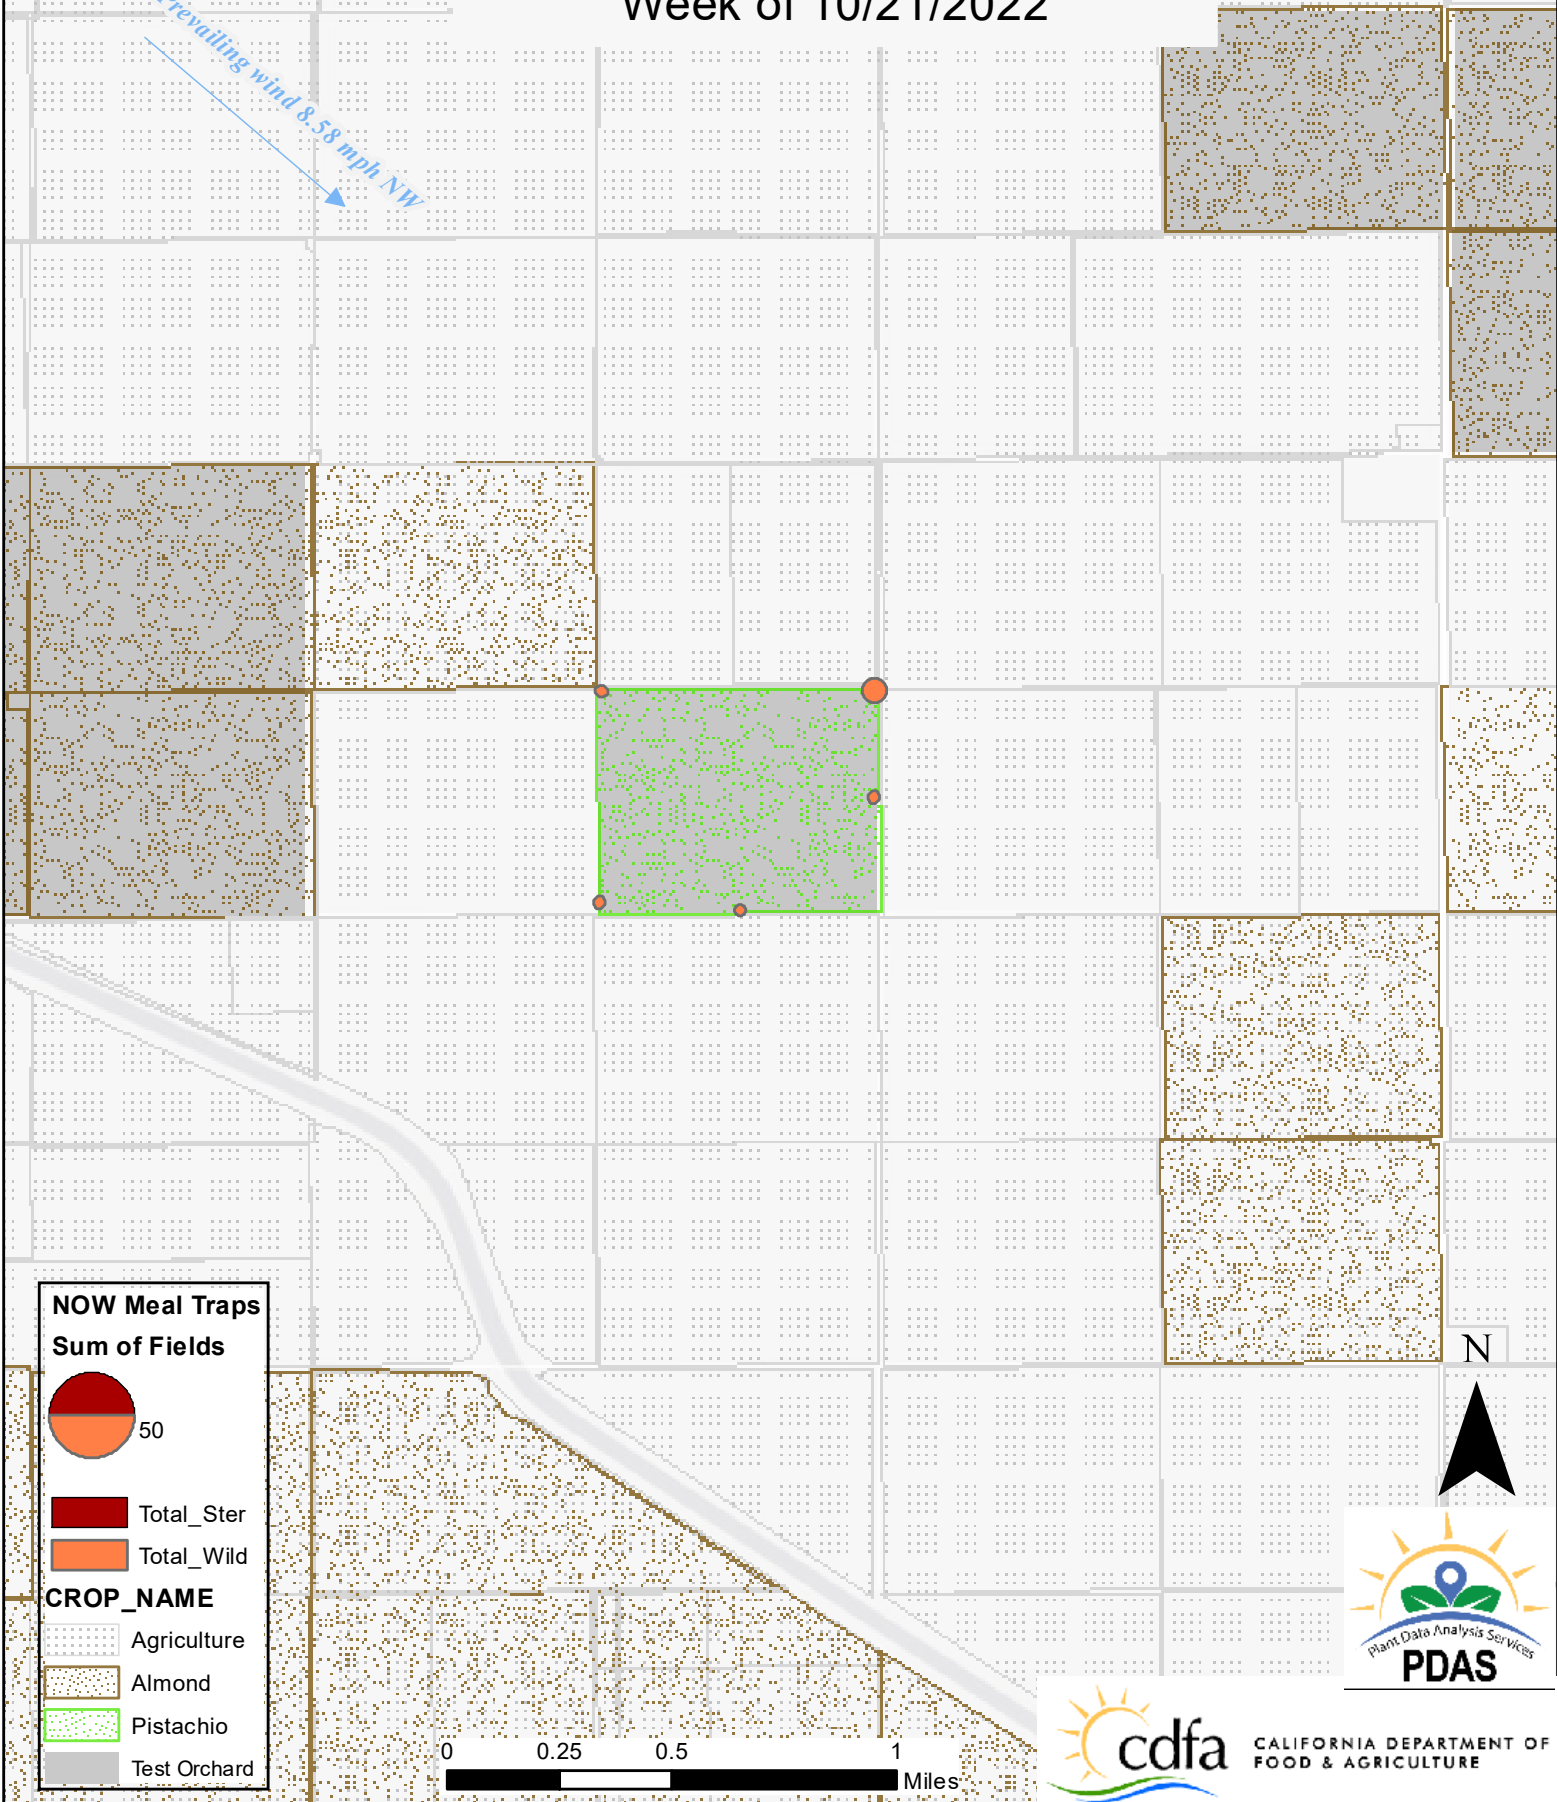 Week of 10/21/2022
Prevailing wind 8.58 mph NW
NOW Meal Traps
Sum of Fields
50
Total_Ster
Total_Wild
CROP_NAME
Agriculture
Almond
Pistachio
Test Orchard
0 0.25 0.5 1
Miles
N
Plant Data Analysis Services
PDAS
cdfa
CALIFORNIA DEPARTMENT OF
FOOD & AGRICULTURE